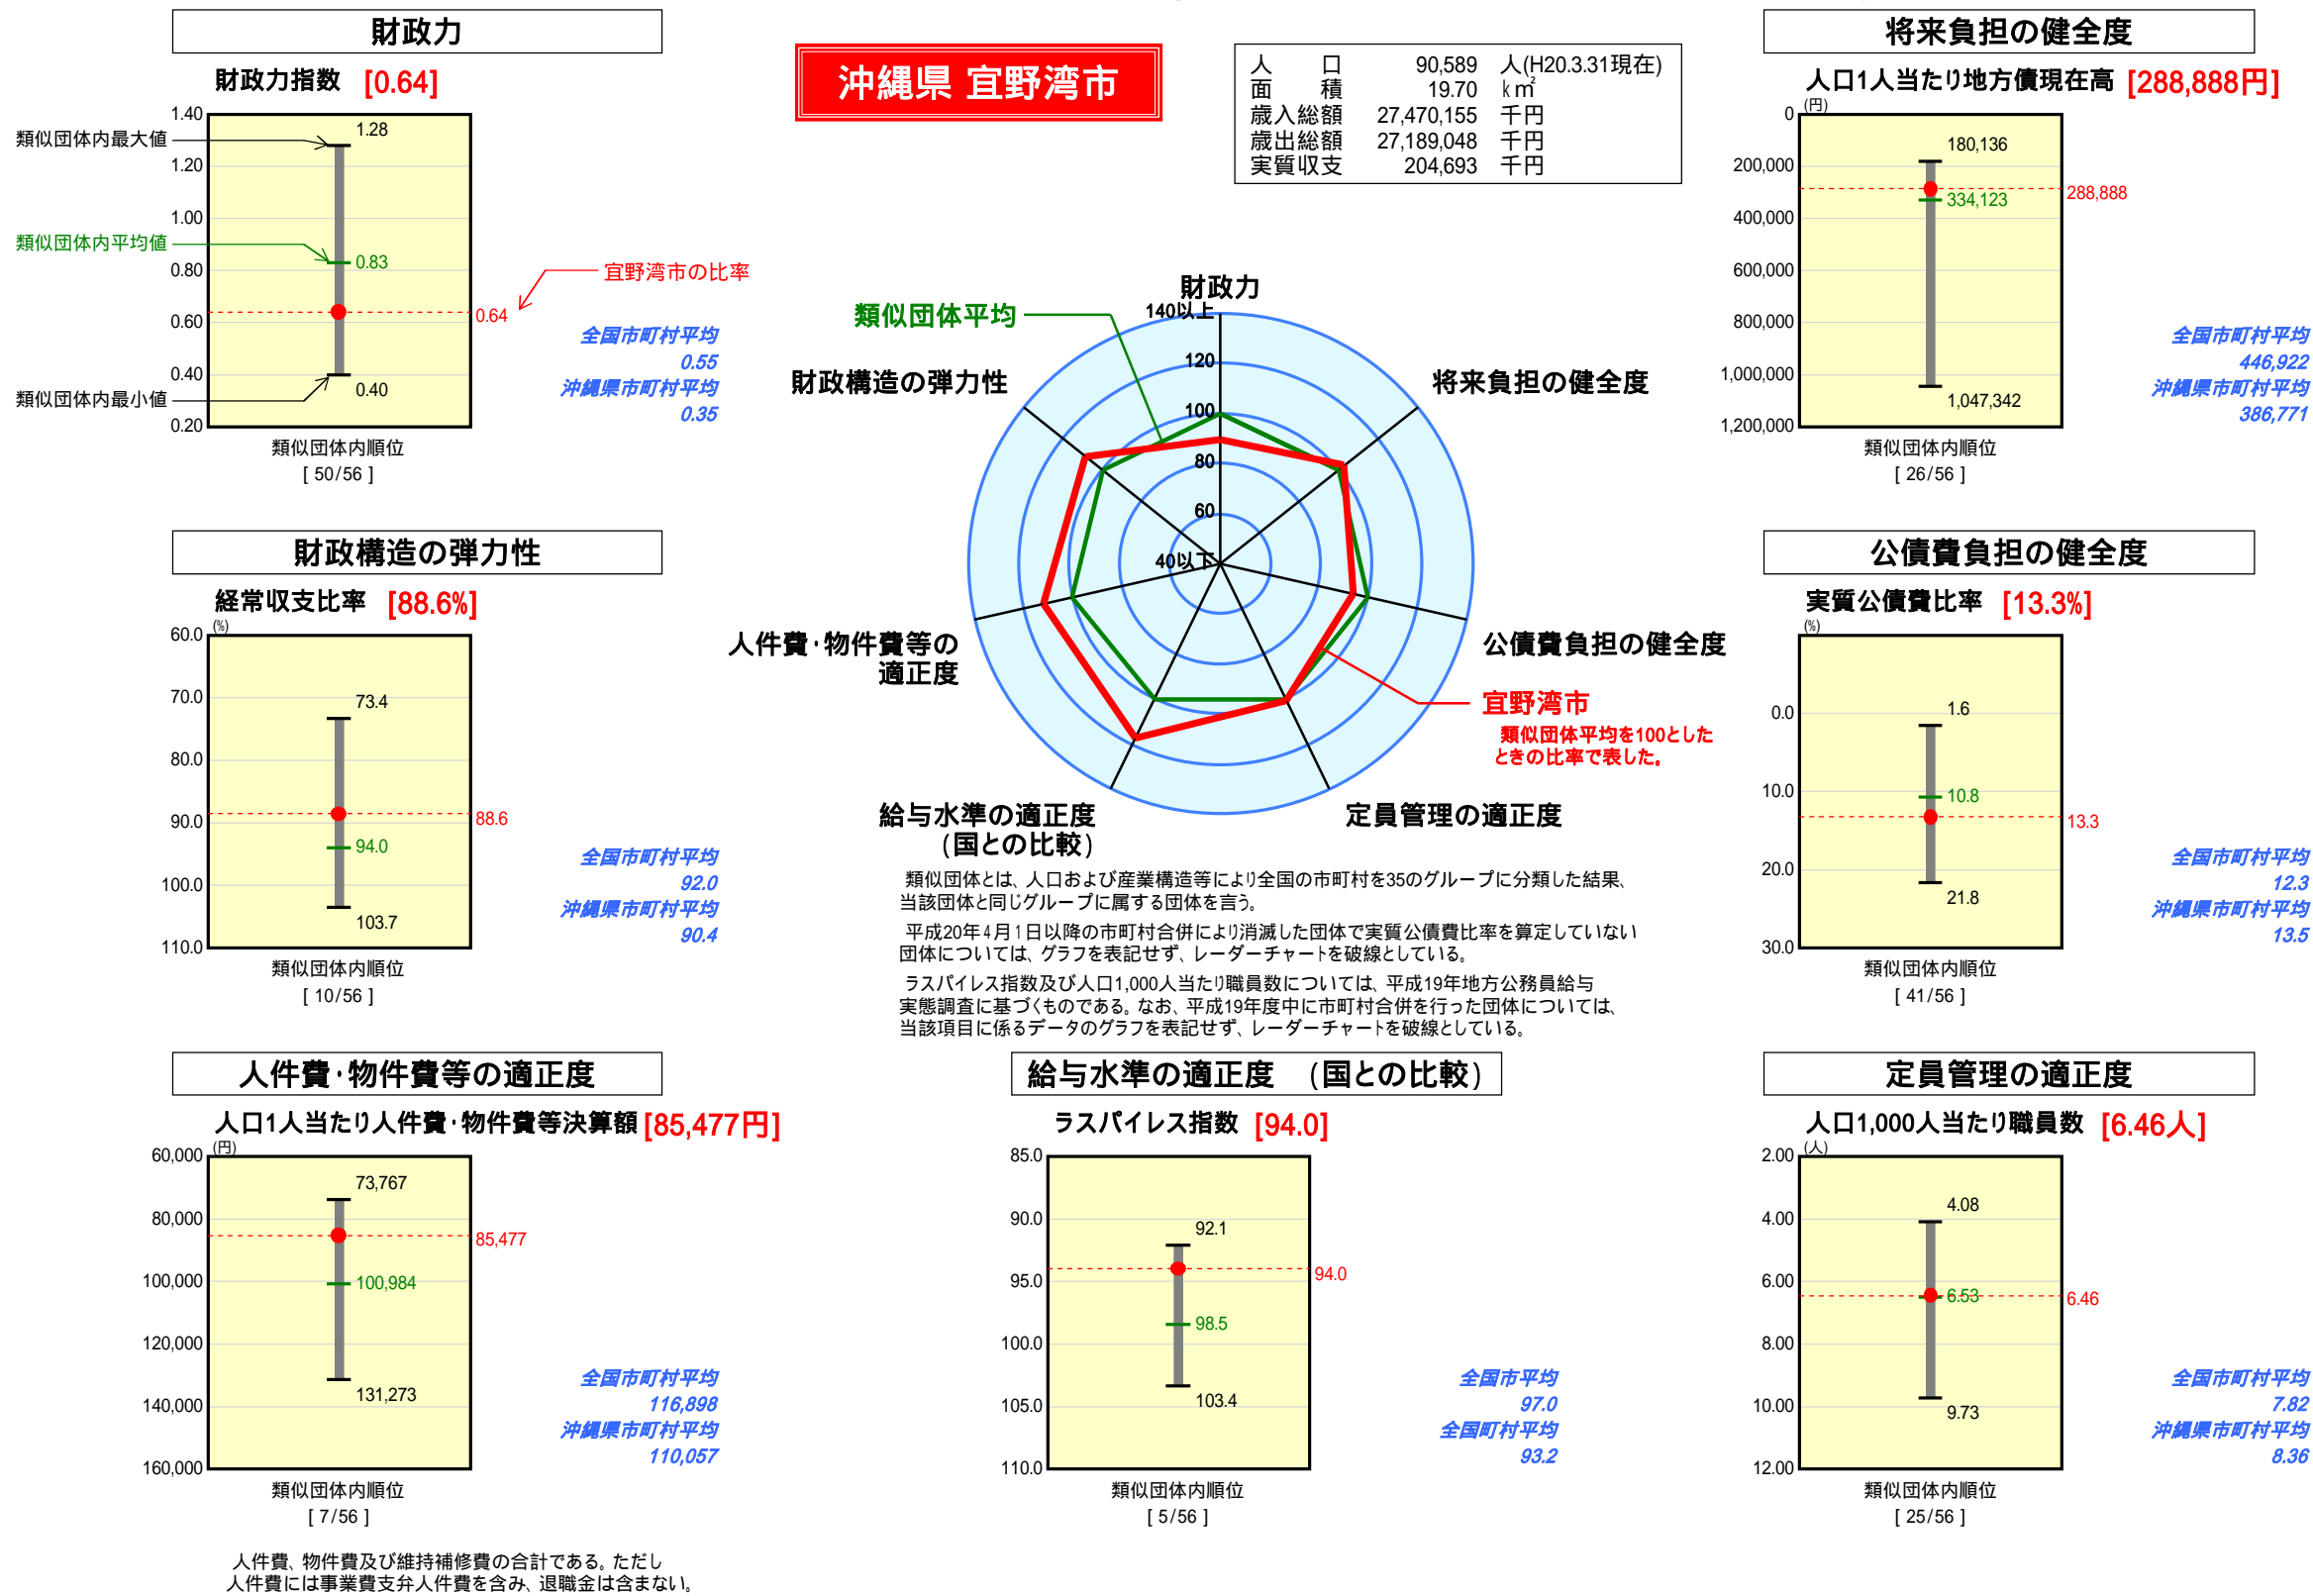 財政力
財政力指数 [0.64]
1.40
1.20
1.00
0.80
0.60
0.40
0.20
類似団体内最大値
類似団体内平均値
類似団体内最小値
1.28
0.83
0.40
0.64
宜野湾市の比率
全国市町村平均
0.55
沖縄県市町村平均
0.35
類似団体内順位
[ 50/56 ]
沖縄県 宜野湾市
人 口 90,589 人(H20.3.31現在)
面 積 19.70 k㎡
歳入総額 27,470,155 千円
歳出総額 27,189,048 千円
実質収支 204,693 千円
将来負担の健全度
人口1人当たり地方債現在高 [288,888円]
(円)
0
200,000
400,000
600,000
800,000
1,000,000
1,200,000
180,136
334,123
1,047,342
288,888
全国市町村平均
446,922
沖縄県市町村平均
386,771
類似団体内順位
[ 26/56 ]
財政力
類似団体平均
140以上
120
100
80
60
40以下
財政構造の弾力性
将来負担の健全度
人件費・物件費等の
適正度
公債費負担の健全度
宜野湾市
類似団体平均を100とした
ときの比率で表した。
給与水準の適正度
(国との比較)
定員管理の適正度
類似団体とは、人口および産業構造等により全国の市町村を35のグループに分類した結果、
当該団体と同じグループに属する団体を言う。
平成20年4月1日以降の市町村合併により消滅した団体で実質公債費比率を算定していない
団体については、グラフを表記せず、レーダーチャートを破線としている。
ラスパイレス指数及び人口1,000人当たり職員数については、平成19年地方公務員給与
実態調査に基づくものである。なお、平成19年度中に市町村合併を行った団体については、
当該項目に係るデータのグラフを表記せず、レーダーチャートを破線としている。
財政構造の弾力性
経常収支比率 [88.6%]
(%)
60.0
70.0
80.0
90.0
100.0
110.0
73.4
94.0
103.7
88.6
全国市町村平均
92.0
沖縄県市町村平均
90.4
類似団体内順位
[ 10/56 ]
公債費負担の健全度
実質公債費比率 [13.3%]
(%)
0.0
10.0
20.0
30.0
1.6
10.8
21.8
13.3
全国市町村平均
12.3
沖縄県市町村平均
13.5
類似団体内順位
[ 41/56 ]
人件費・物件費等の適正度
人口1人当たり人件費・物件費等決算額 [85,477円]
(円)
60,000
80,000
100,000
120,000
140,000
160,000
73,767
100,984
131,273
85,477
全国市町村平均
116,898
沖縄県市町村平均
110,057
類似団体内順位
[ 7/56 ]
人件費、物件費及び維持補修費の合計である。ただし
人件費には事業費支弁人件費を含み、退職金は含まない。
給与水準の適正度 (国との比較)
ラスパイレス指数 [94.0]
85.0
90.0
95.0
100.0
105.0
110.0
92.1
98.5
103.4
94.0
全国市平均
97.0
全国町村平均
93.2
類似団体内順位
[ 5/56 ]
定員管理の適正度
人口1,000人当たり職員数 [6.46人]
(人)
2.00
4.00
6.00
8.00
10.00
12.00
4.08
6.53
9.73
6.46
全国市町村平均
7.82
沖縄県市町村平均
8.36
類似団体内順位
[ 25/56 ]